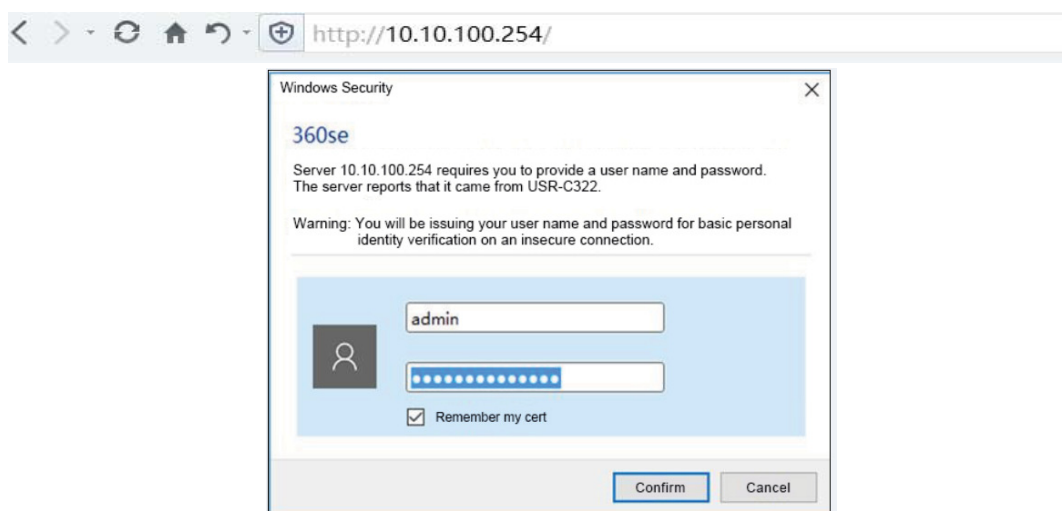 http://10.10.100.254/
Windows Security
360se
Server 10.10.100.254 requires you to provide a user name and password.
The server reports that it came from USR-C322.
Warning: You will be issuing your user name and password for basic personal
identity verification on an insecure connection.
admin
••••••••••••••
Remember my cert
Confirm Cancel